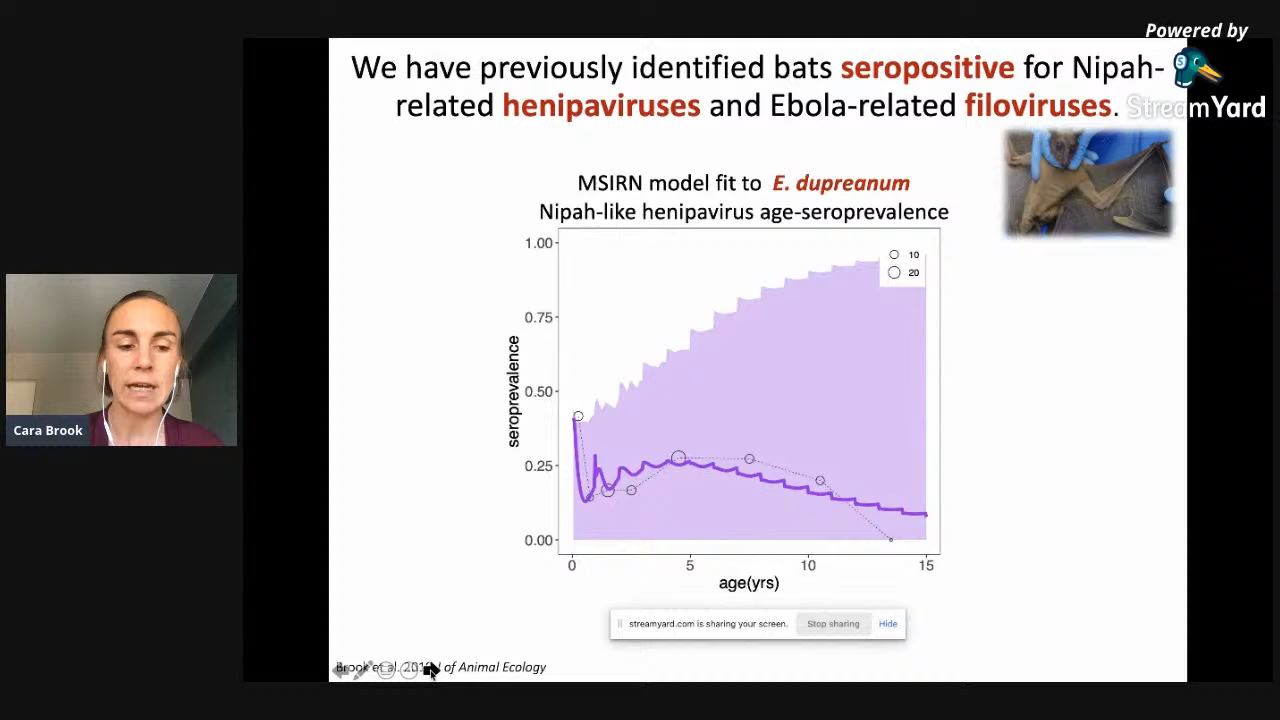 Powered by
StreamYard
We have previously identified bats seropositive for Nipah-
related henipaviruses and Ebola-related filoviruses.
MSIRN model fit to E. dupreanum
Nipah-like henipavirus age-seroprevalence
1.00
0.75
0.50
0.25
0.00
seroprevalence
10
20
0
5
10
15
age(yrs)
Cara Brook
streamyard.com is sharing your screen.
Stop sharing
Hide
Brook et al. of Animal Ecology